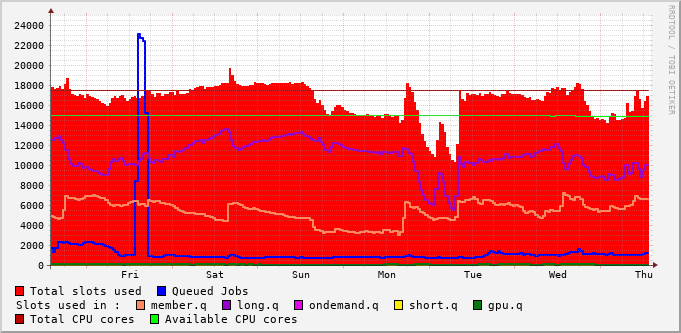 24000
22000
20000
18000
16000
14000
12000
10000
8000
6000
4000
2000
0
Fri Sat Sun Mon Tue Wed Thu
RRDTOOL / TOBI OETIKER
Total slots used Queued Jobs
Slots used in : member.q long.q ondemand.q short.q gpu.q
Total CPU cores Available CPU cores